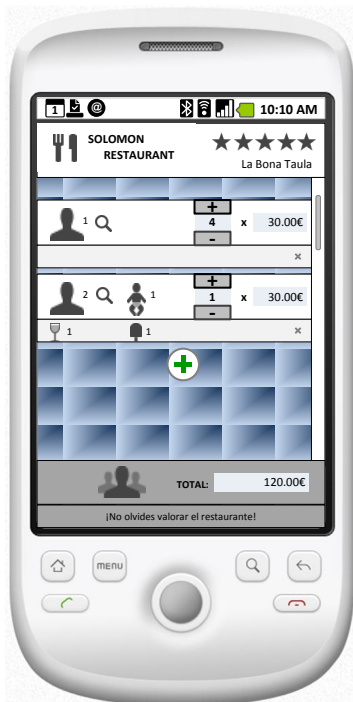 1 @ 10:10 AM
SOLOMON
RESTAURANT
La Bona Taula
1 + 4 - x 30.00€
×
2 1 + 1 - x 30.00€
1 1 ×
+
TOTAL: 120.00€
¡No olvides valorar el restaurante!
MENU